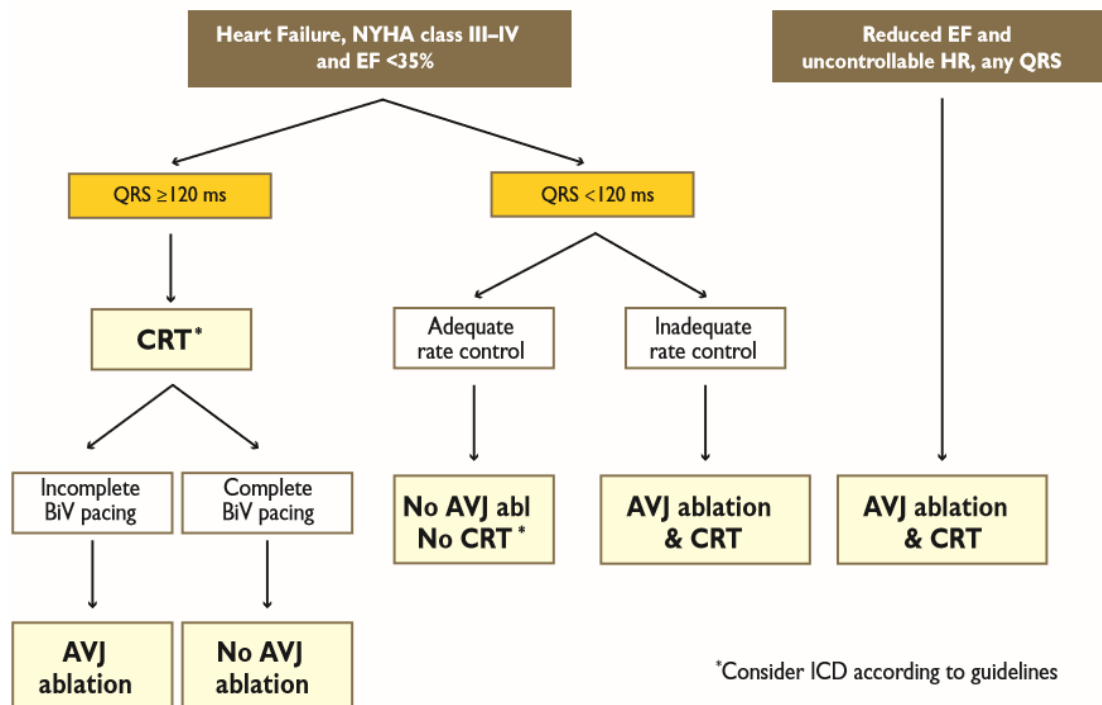 Heart Failure, NYHA class III–IV
and EF <35%
Reduced EF and
uncontrollable HR, any QRS
QRS ≥120 ms
QRS <120 ms
CRT*
Adequate
rate control
Inadequate
rate control
Incomplete
BiV pacing
Complete
BiV pacing
No AVJ abl
No CRT*
AVJ ablation
& CRT
AVJ ablation
& CRT
AVJ
ablation
No AVJ
ablation
*Consider ICD according to guidelines